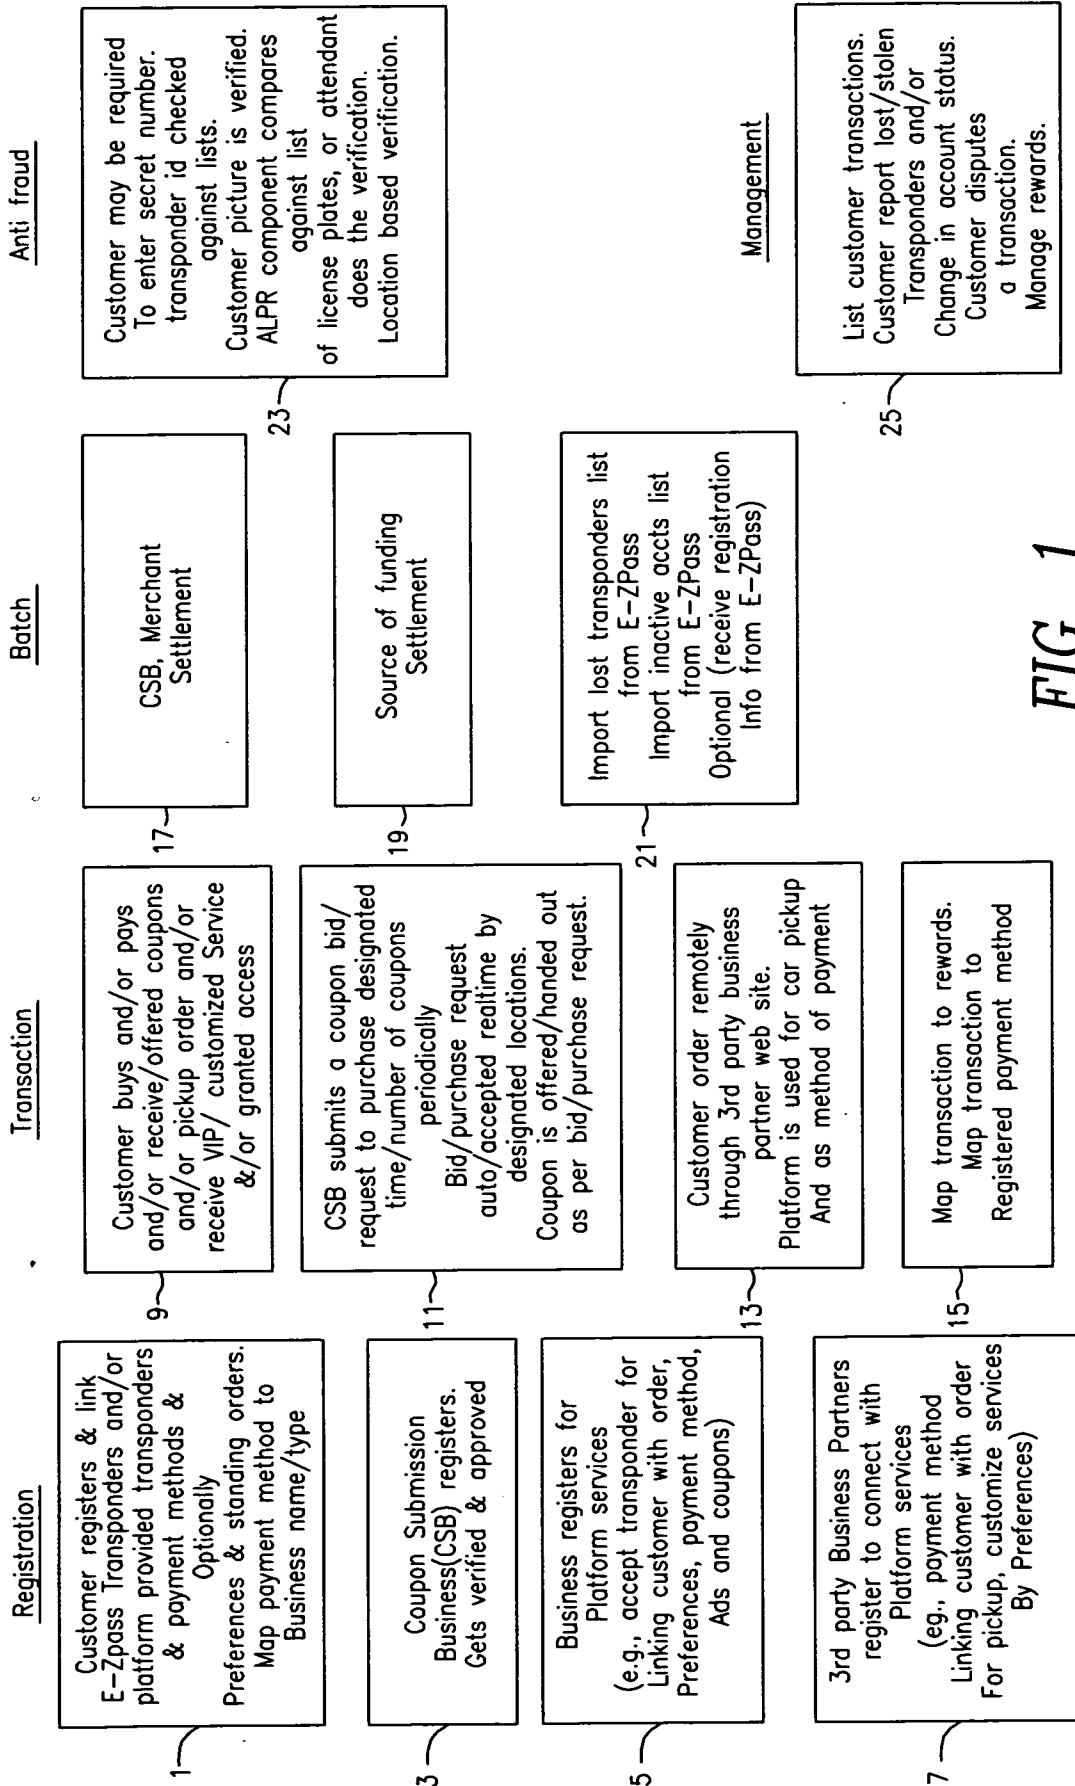 Registration
Customer registers & link
E-Zpass Transponders and/or
platform provided transponders
& payment methods &
Optionally
Preferences & standing orders.
Map payment method to
Business name/type
1
Coupon Submission
Business(CSB) registers.
Gets verified & approved
3
Business registers for
Platform services
(e.g., accept transponder for
Linking customer with order,
Preferences, payment method,
Ads and coupons)
5
3rd party Business Partners
register to connect with
Platform services
(eg., payment method
Linking customer with order
For pickup, customize services
By Preferences)
7
Transaction
Customer buys and/or pays
and/or receive/offered coupons
and/or pickup order and/or
receive VIP/ customized Service
&/or granted access
9
CSB submits a coupon bid/
request to purchase designated
time/number of coupons
periodically
Bid/purchase request
auto/accepted realtime by
designated locations.
Coupon is offered/handed out
as per bid/purchase request.
11
Customer order remotely
through 3rd party business
partner web site.
Platform is used for car pickup
And as method of payment
13
Map transaction to rewards.
Map transaction to
Registered payment method
15
Batch
CSB, Merchant
Settlement
17
Source of funding
Settlement
19
Import lost transponders list
from E-ZPass
Import inactive accts list
from E-ZPass
Optional (receive registration
Info from E-ZPass)
21
Anti fraud
Customer may be required
To enter secret number.
transponder id checked
against lists.
Customer picture is verified.
ALPR component compares
against list
of license plates, or attendant
does the verification.
Location based verification.
23
Management
List customer transactions.
Customer report lost/stolen
Transponders and/or
Change in account status.
Customer disputes
a transaction.
Manage rewards.
25
FIG. 1